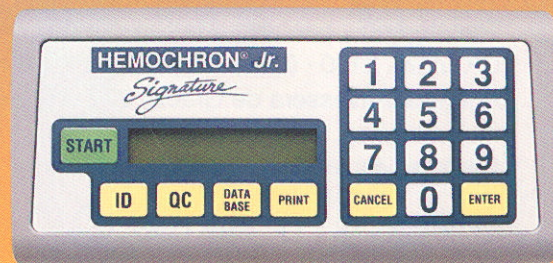 HEMOCHRON® Jr.
Signature
START
ID QC DATA BASE PRINT
1 2 3
4 5 6
7 8 9
CANCEL 0 ENTER